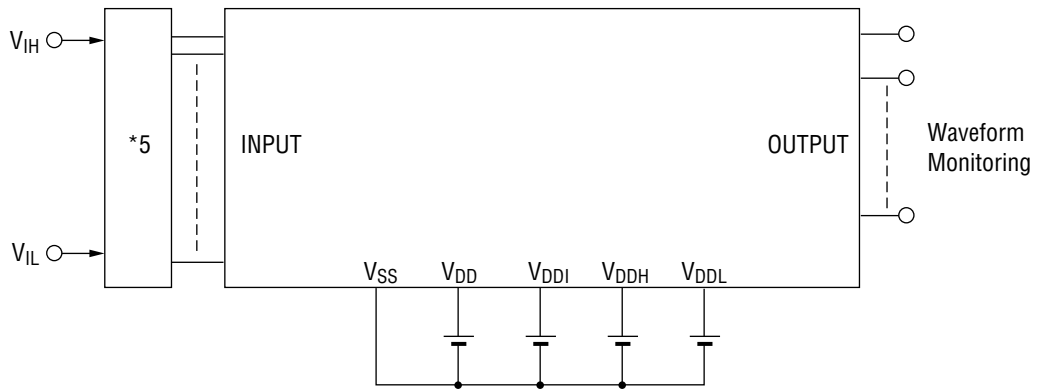 V_IH
*5
INPUT
OUTPUT
Waveform
Monitoring
V_IL
V_SS V_DD V_DDI V_DDH V_DDL